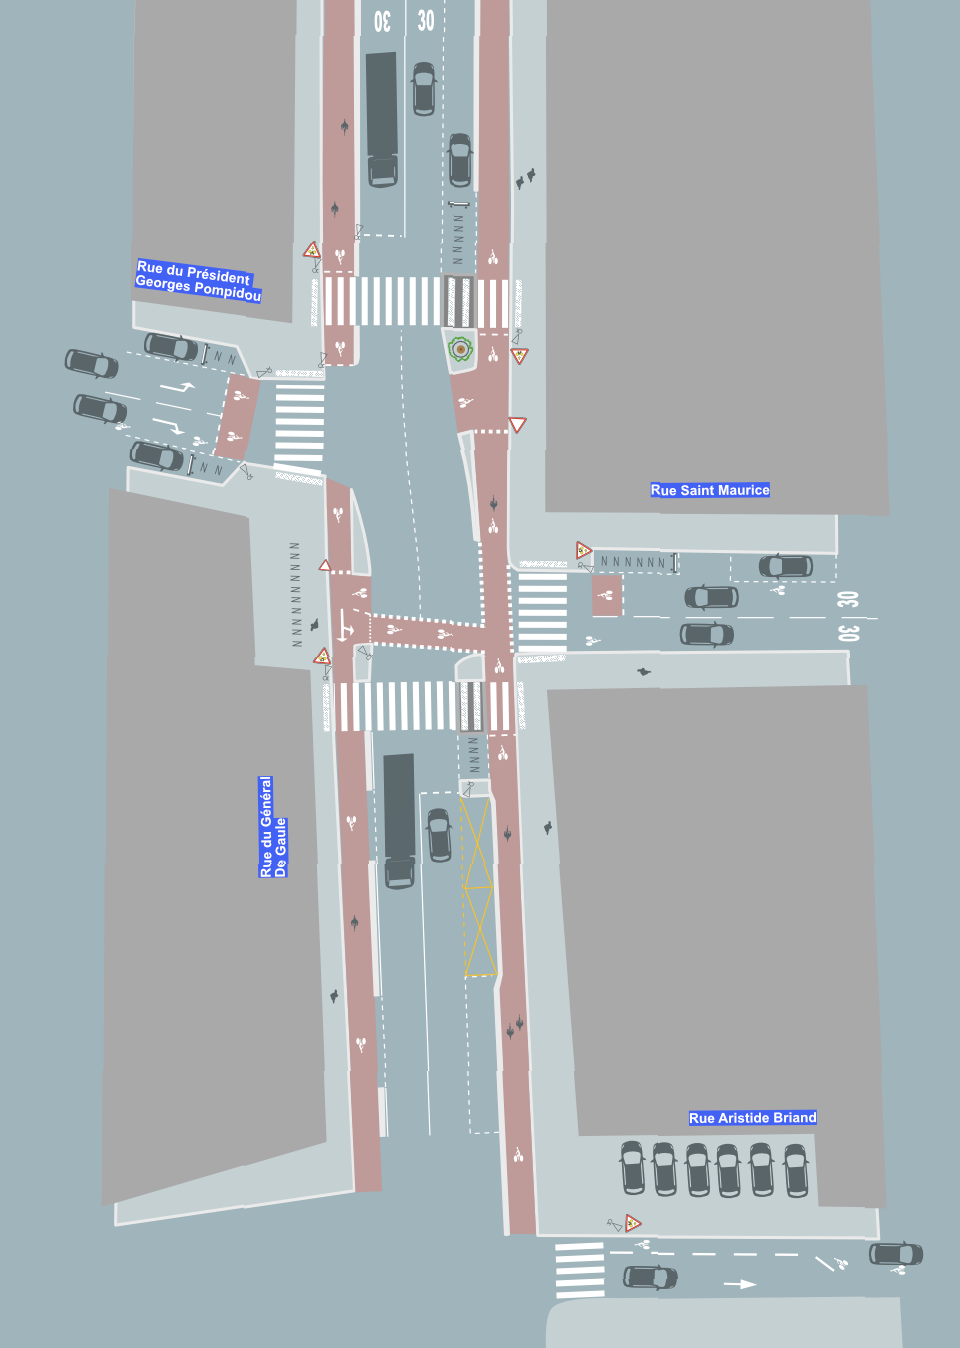 30
30
Rue du Président
Georges Pompidou
Rue Saint Maurice
30
30
Rue du Général
De Gaule
Rue Aristide Briand